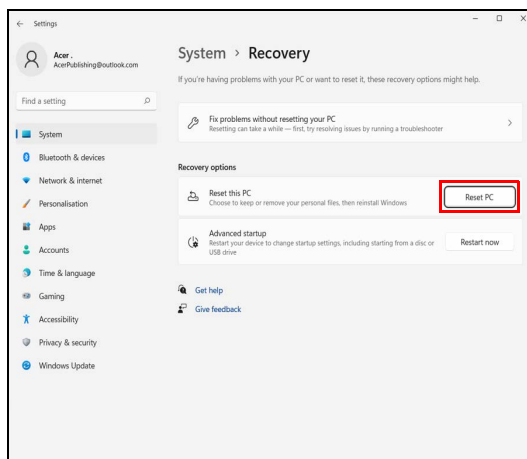 Settings
Acer .
AcerPublishing@outlook.com
Find a setting
System
Bluetooth & devices
Network & internet
Personalisation
Apps
Accounts
Time & language
Gaming
Accessibility
Privacy & security
Windows Update
System > Recovery
If you're having problems with your PC or want to reset it, these recovery options might help.
Fix problems without resetting your PC
Resetting can take a while — first, try resolving issues by running a troubleshooter
Recovery options
Reset this PC
Choose to keep or remove your personal files, then reinstall Windows
Reset PC
Advanced startup
Restart your device to change startup settings, including starting from a disc or
USB drive
Restart now
Get help
Give feedback